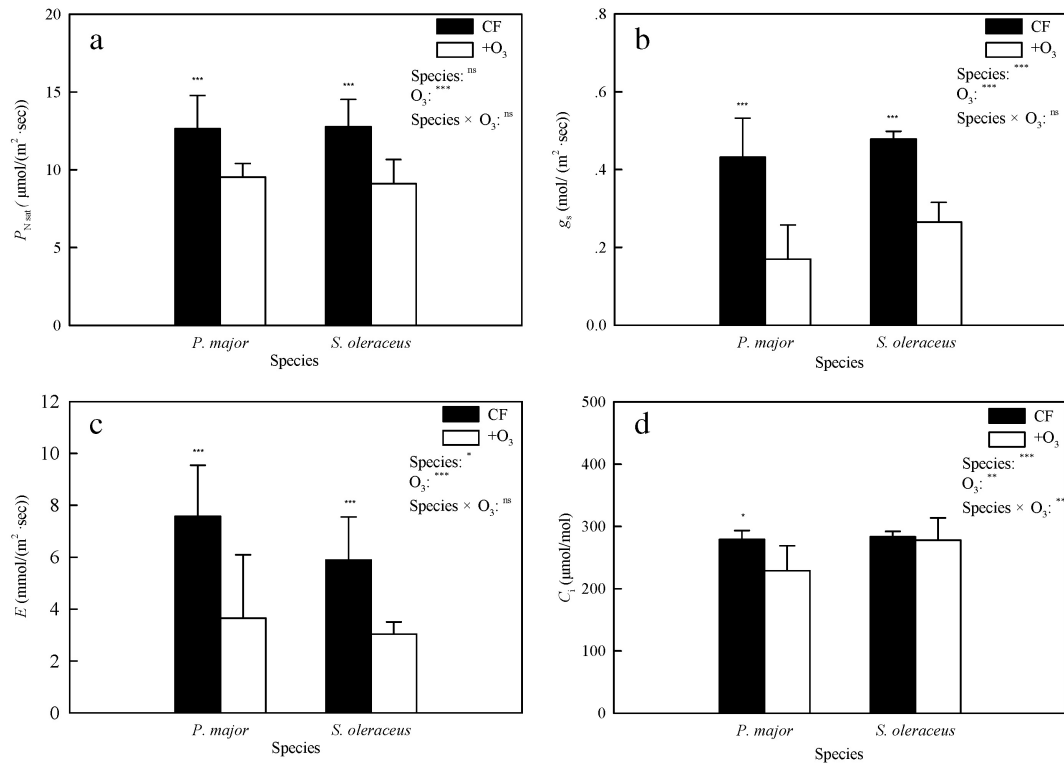 20
15
10
5
0
P_N sat ( μmol/(m² ·sec))
a
CF
+O₃
Species: ns
O₃: ***
Species × O₃: ns
***
***
P. major
S. oleraceus
Species
.8
.6
.4
.2
0.0
g_s (mol/ (m² ·sec))
b
CF
+O₃
Species: ***
O₃: ***
Species × O₃: ns
***
***
P. major
S. oleraceus
Species
12
10
8
6
4
2
0
E (mmol/(m² ·sec))
c
CF
+O₃
Species: *
O₃: ***
Species × O₃: ns
***
***
P. major
S. oleraceus
Species
500
400
300
200
100
0
C_i (μmol/mol)
d
CF
+O₃
Species: ***
O₃: **
Species × O₃: **
*
P. major
S. oleraceus
Species